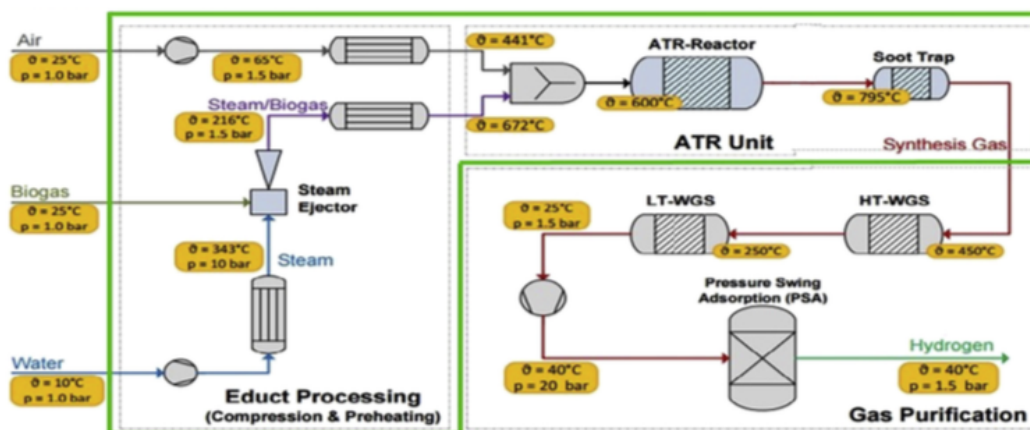 Air
ϑ = 25°C
p = 1.0 bar
ϑ = 65°C
p = 1.5 bar
ϑ = 441°C
ATR-Reactor
ϑ = 600°C
Soot Trap
ϑ = 795°C
Steam/Biogas
ϑ = 216°C
p = 1.5 bar
ϑ = 672°C
ATR Unit
Synthesis Gas
Biogas
ϑ = 25°C
p = 1.0 bar
Steam
Ejector
ϑ = 343°C
p = 10 bar
Steam
Water
ϑ = 10°C
p = 1.0 bar
Educt Processing
(Compression & Preheating)
ϑ = 25°C
p = 1.5 bar
LT-WGS
ϑ = 250°C
HT-WGS
ϑ = 450°C
Pressure Swing
Adsorption (PSA)
ϑ = 40°C
p = 20 bar
Hydrogen
ϑ = 40°C
p = 1.5 bar
Gas Purification